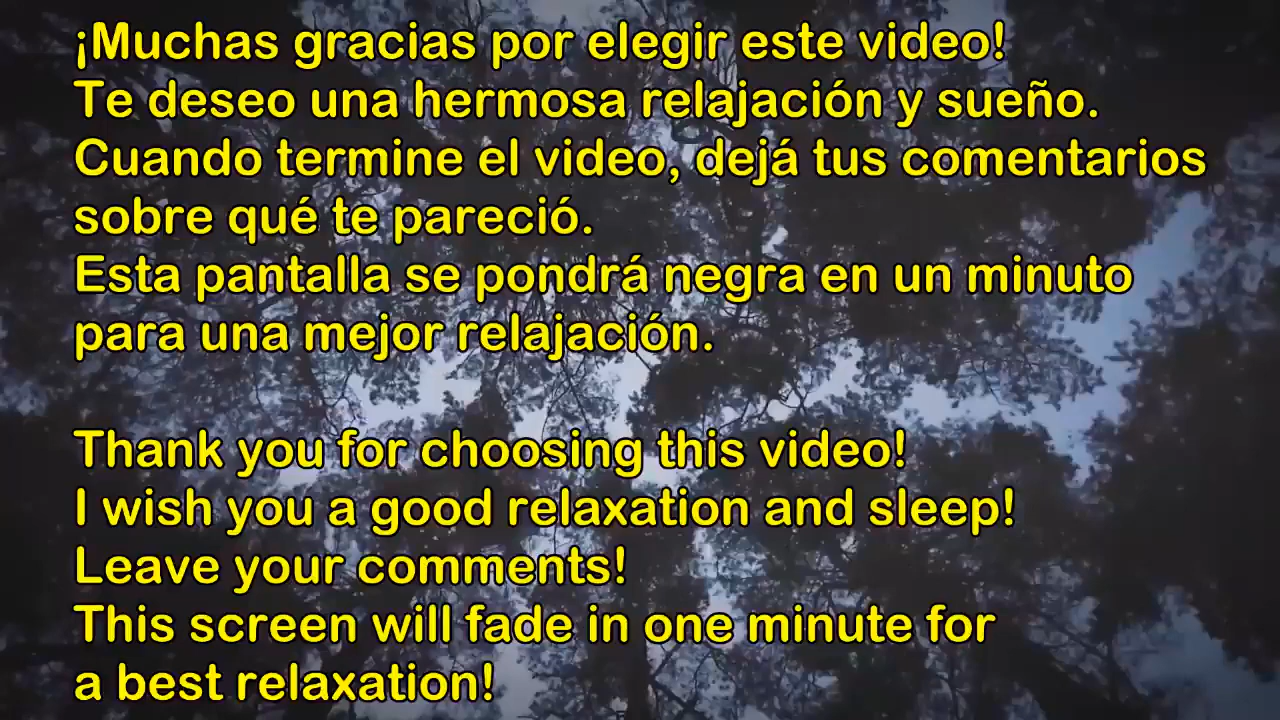 ¡Muchas gracias por elegir este video!
Te deseo una hermosa relajación y sueño.
Cuando termine el video, dejá tus comentarios
sobre qué te pareció.
Esta pantalla se pondrá negra en un minuto
para una mejor relajación.
Thank you for choosing this video!
I wish you a good relaxation and sleep!
Leave your comments!
This screen will fade in one minute for
a best relaxation!